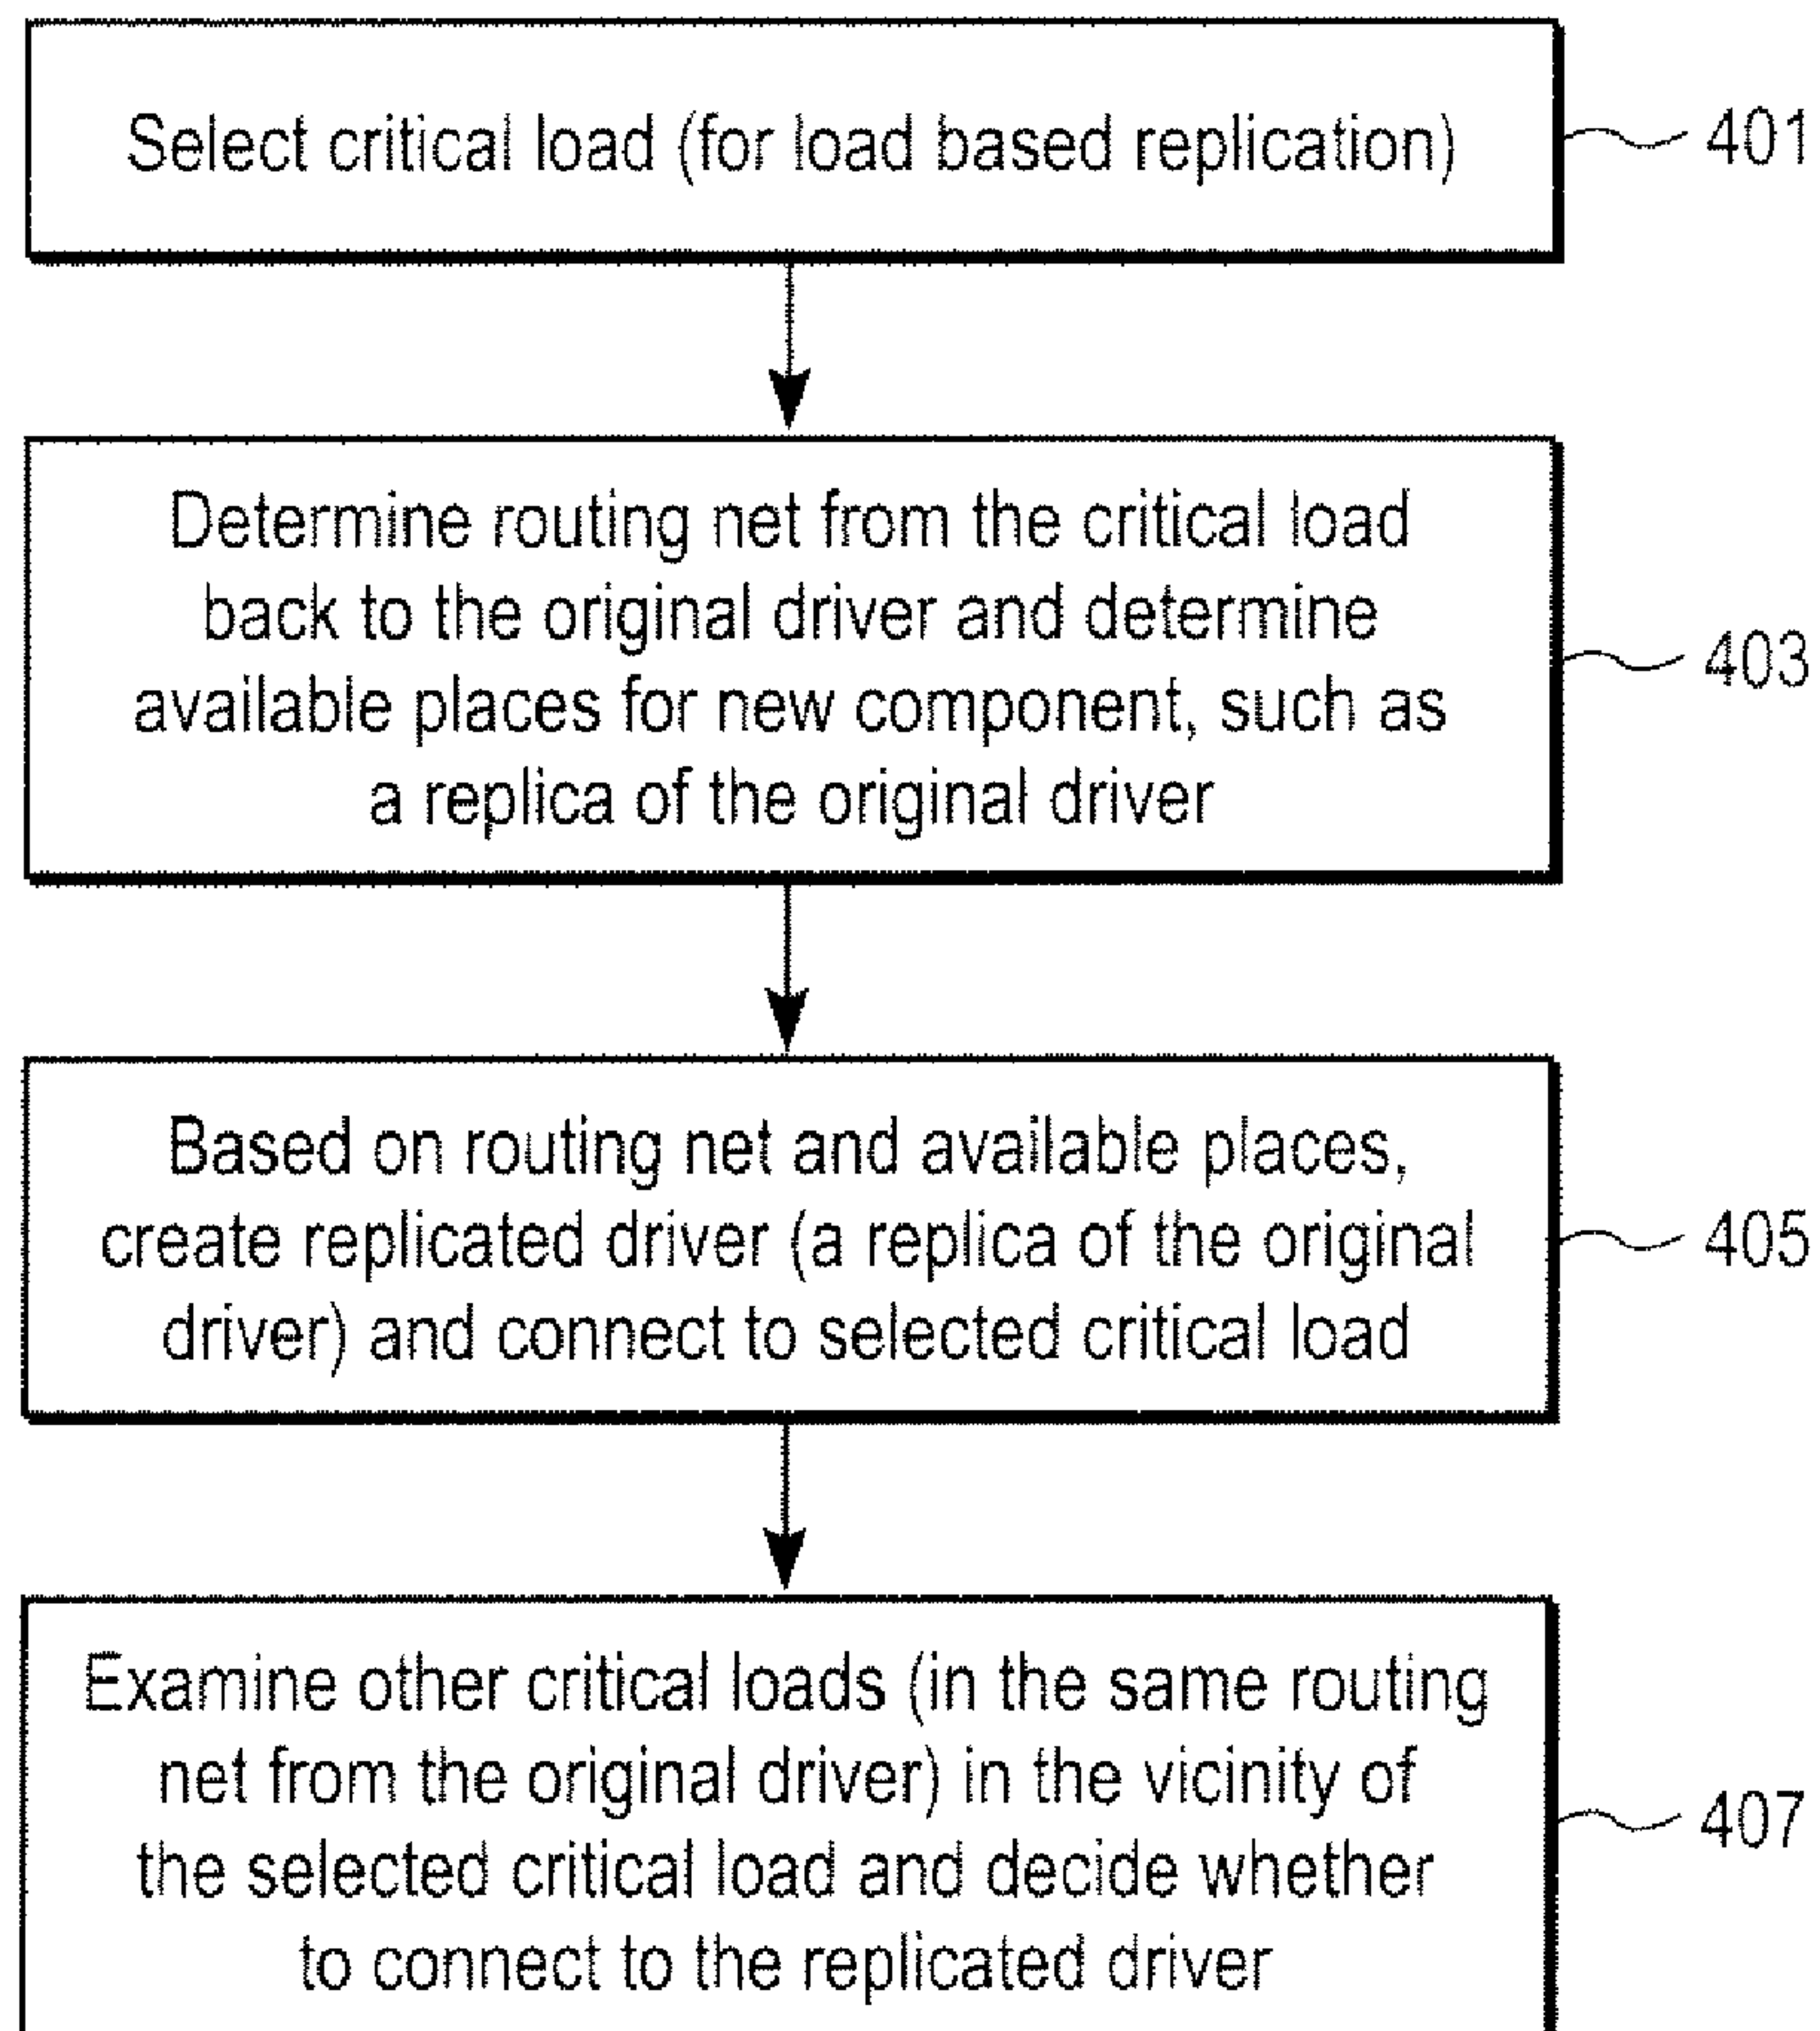 Select critical load (for load based replication)
401
Determine routing net from the critical load
back to the original driver and determine
available places for new component, such as
a replica of the original driver
403
Based on routing net and available places,
create replicated driver (a replica of the original
driver) and connect to selected critical load
405
Examine other critical loads (in the same routing
net from the original driver) in the vicinity of
the selected critical load and decide whether
to connect to the replicated driver
407